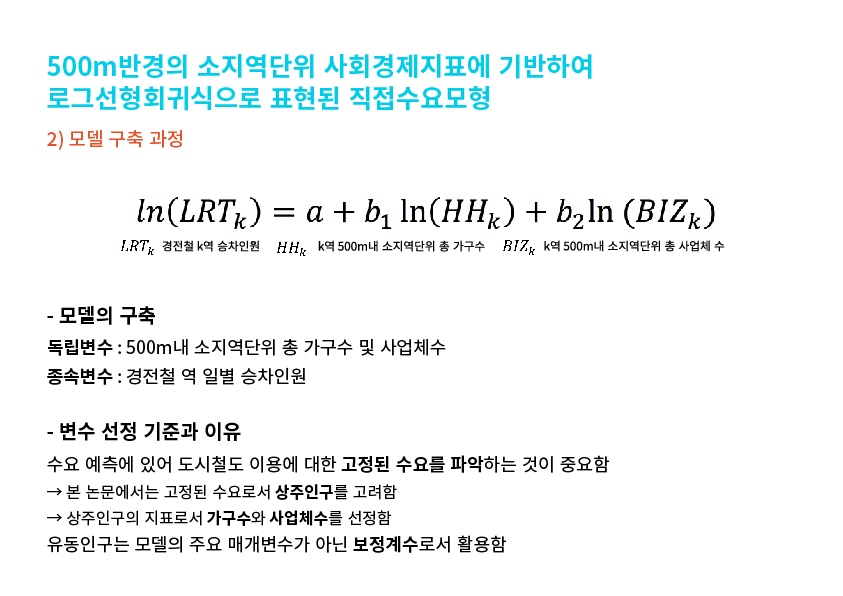 500m반경의 소지역단위 사회경제지표에 기반하여
로그선형회귀식으로 표현된 직접수요모형
2) 모델 구축 과정
ln(LRT_k) = a + b_1 ln(HH_k) + b_2 ln (BIZ_k)
LRT_k 경전철 k역 승차인원 HH_k k역 500m내 소지역단위 총 가구수 BIZ_k k역 500m내 소지역단위 총 사업체 수
- 모델의 구축
독립변수 : 500m내 소지역단위 총 가구수 및 사업체수
종속변수 : 경전철 역 일별 승차인원
- 변수 선정 기준과 이유
수요 예측에 있어 도시철도 이용에 대한 고정된 수요를 파악하는 것이 중요함
→ 본 논문에서는 고정된 수요로서 상주인구를 고려함
→ 상주인구의 지표로서 가구수와 사업체수를 선정함
유동인구는 모델의 주요 매개변수가 아닌 보정계수로서 활용함